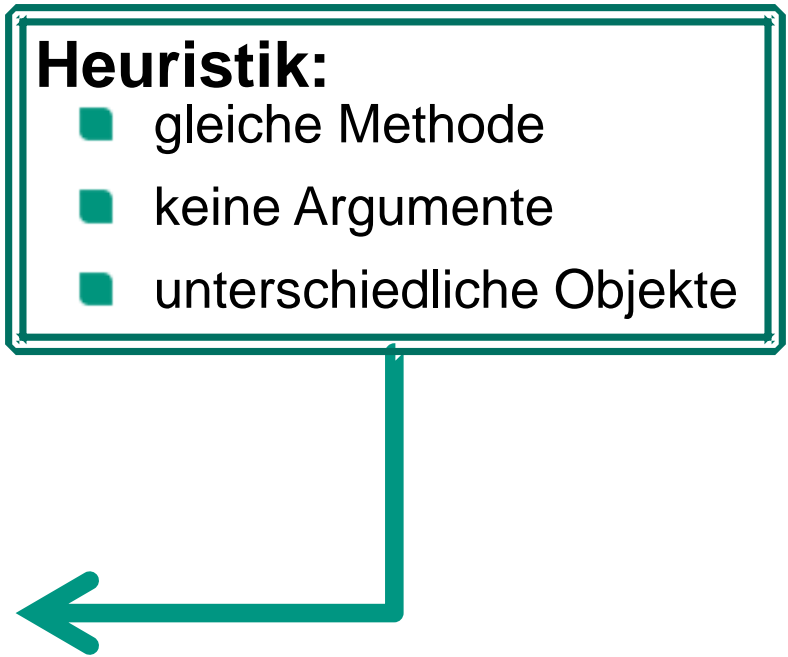 Heuristik:
gleiche Methode
keine Argumente
unterschiedliche Objekte